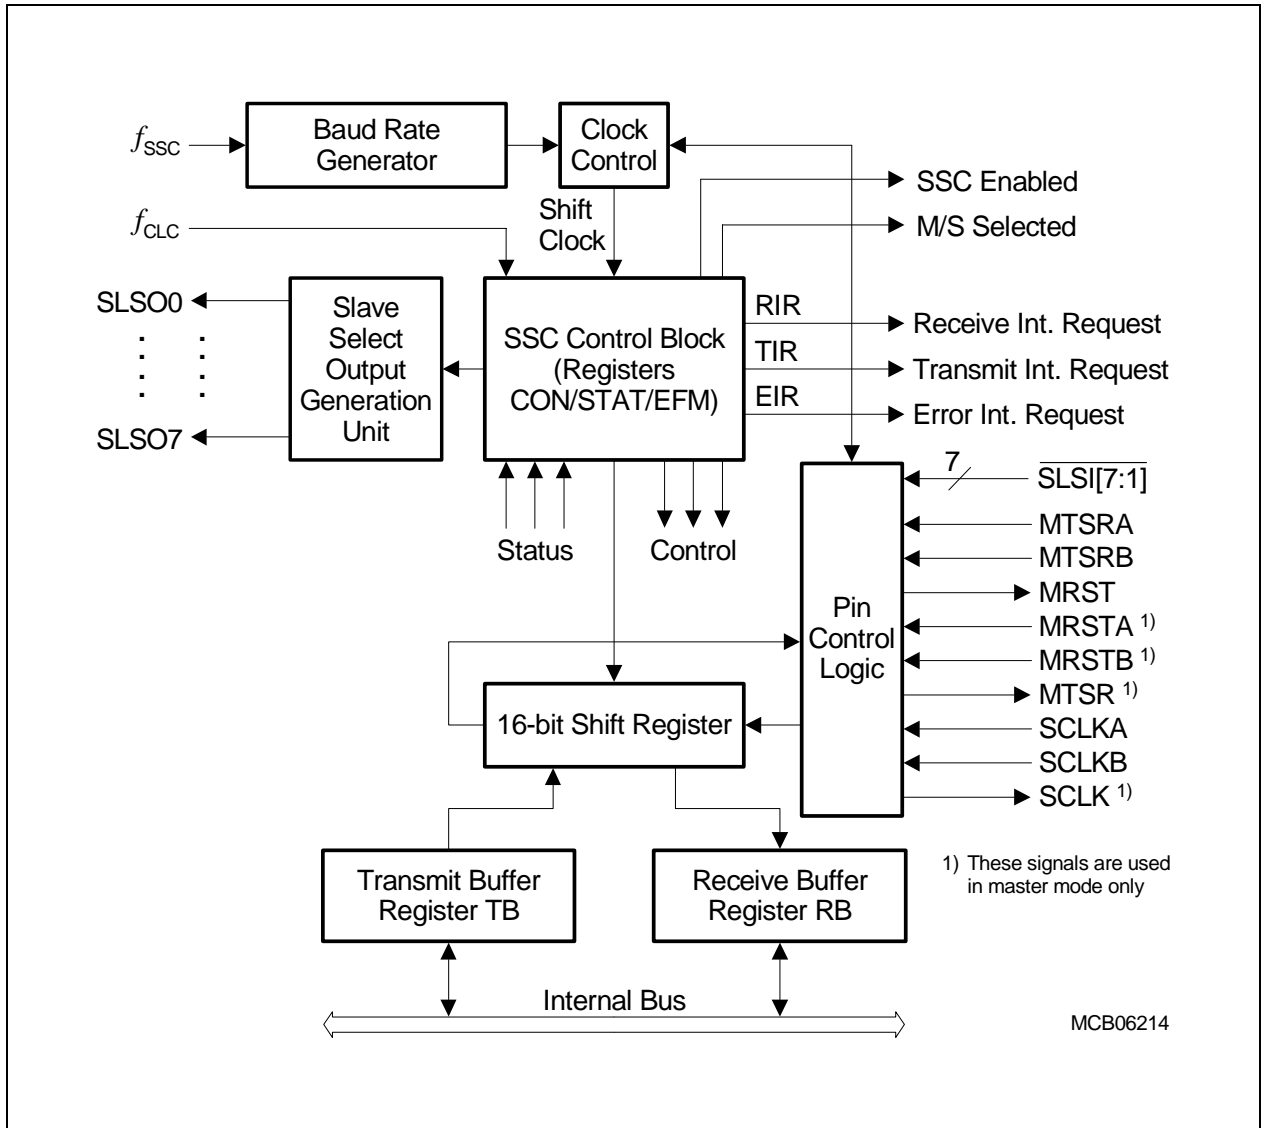 fSSC
Baud Rate
Generator
Clock
Control
SSC Enabled
fCLC
Shift
Clock
M/S Selected
SLSO0
Slave
Select
Output
Generation
Unit
SLSO7
SSC Control Block
(Registers
CON/STAT/EFM)
RIR
Receive Int. Request
TIR
Transmit Int. Request
EIR
Error Int. Request
Status
Control
7
SLSI[7:1]
MTSRA
MTSRB
MRST
MRSTA 1)
MRSTB 1)
MTSR 1)
SCLKA
SCLKB
SCLK 1)
Pin
Control
Logic
16-bit Shift Register
Transmit Buffer
Register TB
Receive Buffer
Register RB
1) These signals are used
in master mode only
Internal Bus
MCB06214